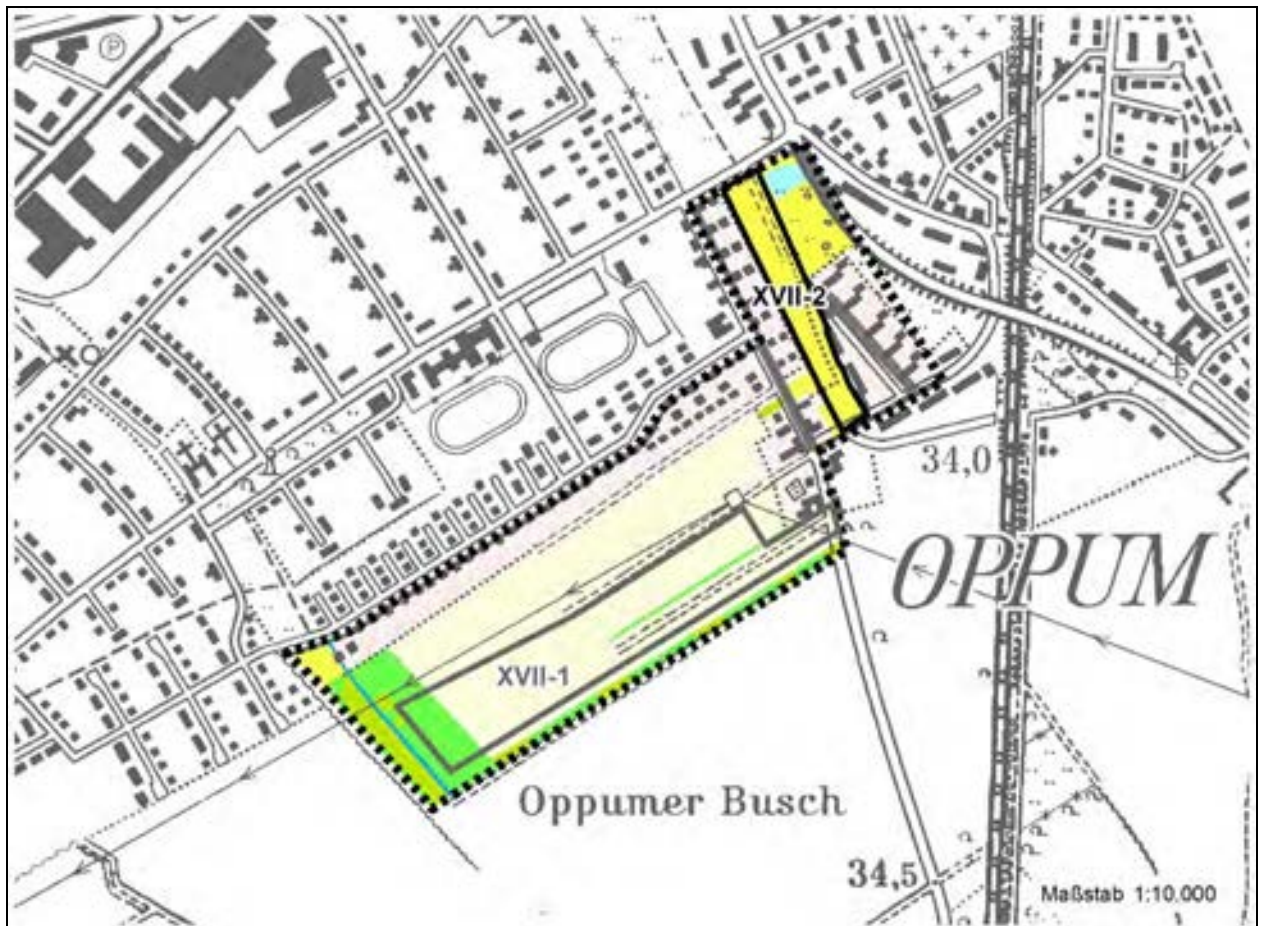 P
XVII-2
34,0
OPPUM
XVII-1
Oppumer Busch
34,5
Maßstab 1:10.000